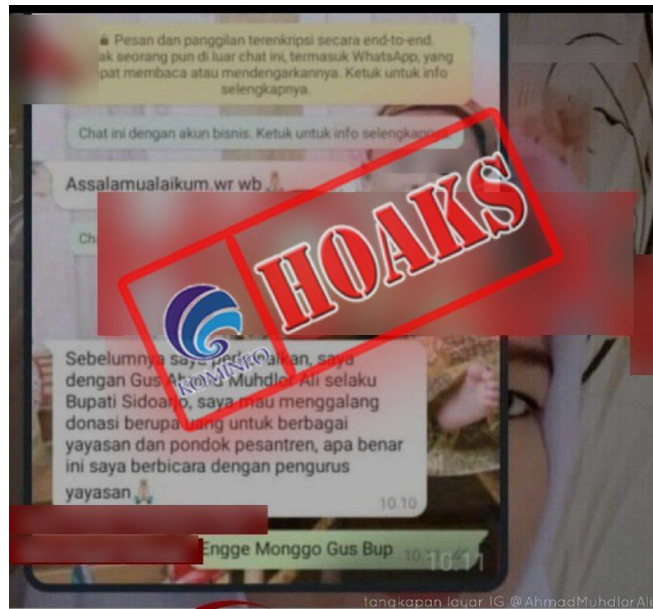 Pesan dan panggilan terenkripsi secara end-to-end.
ak seorang pun di luar chat ini, termasuk WhatsApp, yang
pat membaca atau mendengarkannya. Ketuk untuk info
selengkapnya.
Chat ini dengan akun bisnis. Ketuk untuk info selengkapnya.
Assalamualaikum.wr wb
Ch
HOAKS
KOMINFO
Sebelumnya saya perkenalkan, saya
dengan Gus Muhdlor Ali selaku
Bupati Sidoarjo, saya mau menggalang
donasi berupa uang untuk berbagai
yayasan dan pondok pesantren, apa benar
ini saya berbicara dengan pengurus
yayasan
10.10
Engge Monggo Gus Bup
10.11
tangkapan layar IG @AhmadMuhdlorAli